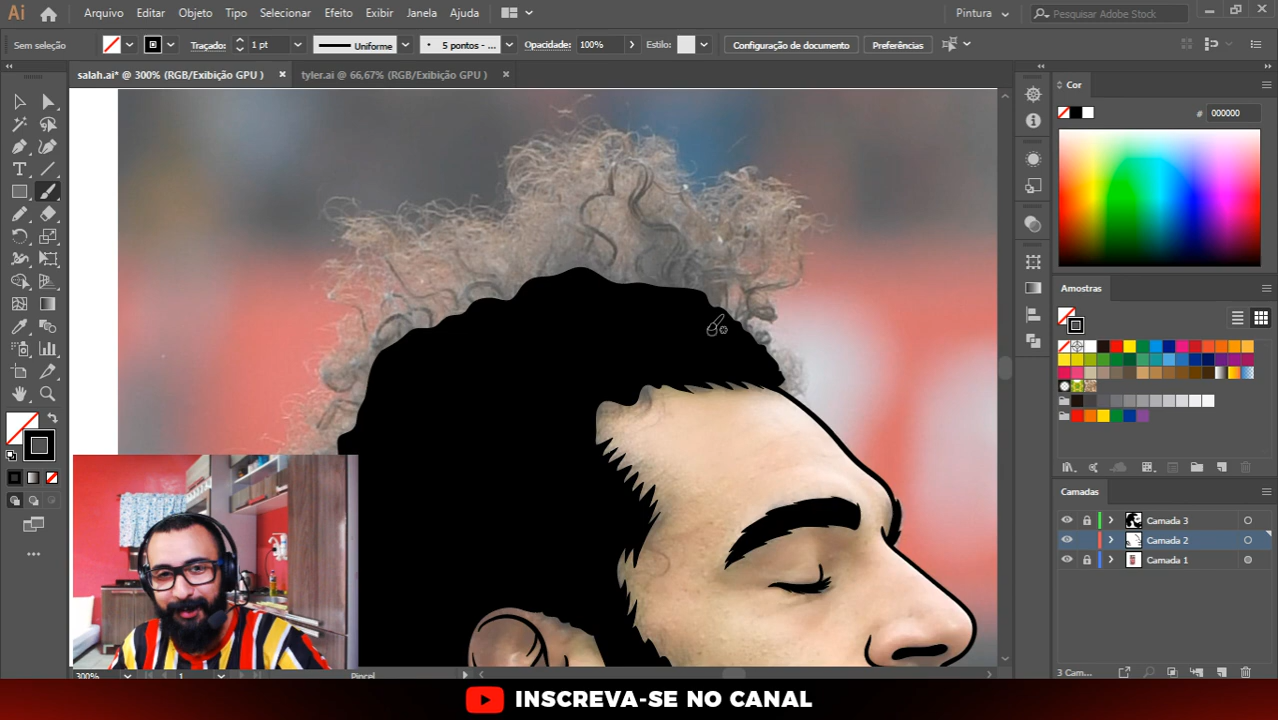 Ai Arquivo Editar Objeto Tipo Selecionar Efeito Exibir Janela Ajuda Pintura Pesquisar Adobe Stock
Sem seleção Traçado: 1 pt Uniforme 5 pontos - ... Opacidade: 100% Estilo: Configuração de documento Preferências
salah.ai* @ 300% (RGB/Exibição GPU ) tyler.ai @ 66,67% (RGB/Exibição GPU )
Cor
# 000000
Amostras
Camadas
Camada 3
Camada 2
Camada 1
300% 1 Pincel 3 Cam...
INSCREVA-SE NO CANAL